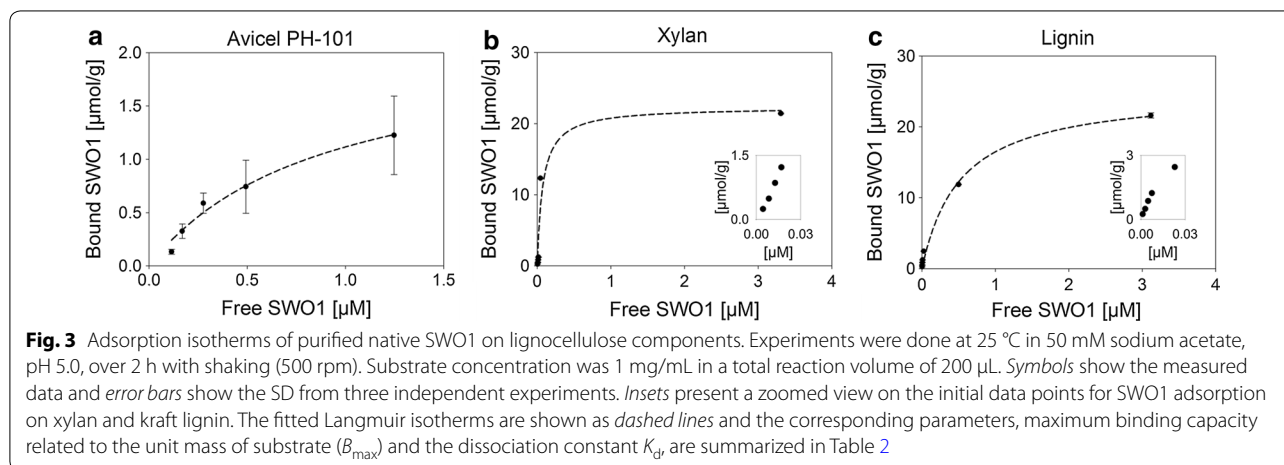 a
Avicel PH-101
Bound SWO1 [µmol/g]
2.0
1.5
1.0
0.5
0.0
0.0 0.5 1.0 1.5
Free SWO1 [µM]
b
Xylan
Bound SWO1 [µmol/g]
30
20
10
0
0 1 2 3 4
Free SWO1 [µM]
[µmol/g]
1.5
0.0
0.00 0.03
[µM]
c
Lignin
Bound SWO1 [µmol/g]
30
20
10
0
0 1 2 3 4
Free SWO1 [µM]
[µmol/g]
3
0
0.00 0.03
[µM]
Fig. 3 Adsorption isotherms of purified native SWO1 on lignocellulose components. Experiments were done at 25 °C in 50 mM sodium acetate,
pH 5.0, over 2 h with shaking (500 rpm). Substrate concentration was 1 mg/mL in a total reaction volume of 200 µL. Symbols show the measured
data and error bars show the SD from three independent experiments. Insets present a zoomed view on the initial data points for SWO1 adsorption
on xylan and kraft lignin. The fitted Langmuir isotherms are shown as dashed lines and the corresponding parameters, maximum binding capacity
related to the unit mass of substrate (Bmax) and the dissociation constant Kd, are summarized in Table 2